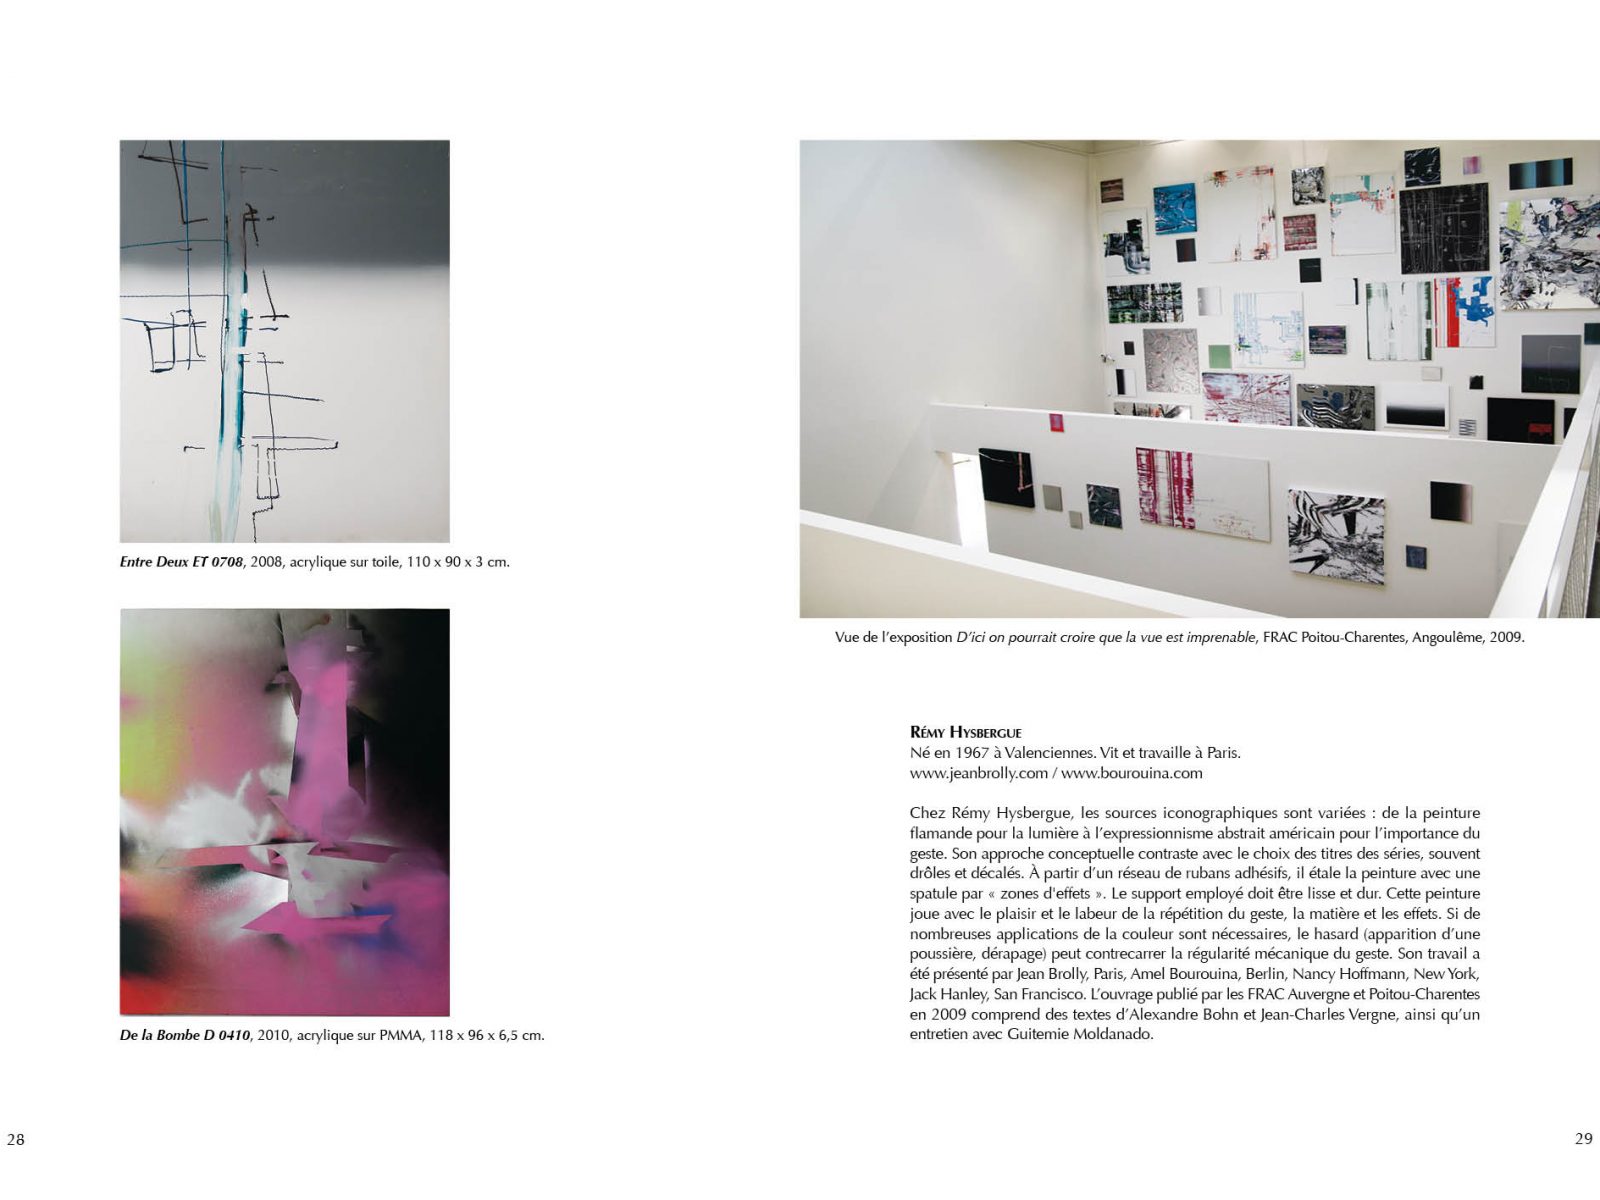 Entre Deux ET 0708, 2008, acrylique sur toile, 110 x 90 x 3 cm.
De la Bombe D 0410, 2010, acrylique sur PMMA, 118 x 96 x 6,5 cm.
28
Vue de l’exposition D’ici on pourrait croire que la vue est imprenable, FRAC Poitou-Charentes, Angoulême, 2009.
RÉMY HYSBERGUE
Né en 1967 à Valenciennes. Vit et travaille à Paris.
www.jeanbrolly.com / www.bourouina.com
Chez Rémy Hysbergue, les sources iconographiques sont variées : de la peinture
flamande pour la lumière à l’expressionnisme abstrait américain pour l’importance du
geste. Son approche conceptuelle contraste avec le choix des titres des séries, souvent
drôles et décalés. À partir d’un réseau de rubans adhésifs, il étale la peinture avec une
spatule par « zones d'effets ». Le support employé doit être lisse et dur. Cette peinture
joue avec le plaisir et le labeur de la répétition du geste, la matière et les effets. Si de
nombreuses applications de la couleur sont nécessaires, le hasard (apparition d’une
poussière, dérapage) peut contrecarrer la régularité mécanique du geste. Son travail a
été présenté par Jean Brolly, Paris, Amel Bourouina, Berlin, Nancy Hoffmann, New York,
Jack Hanley, San Francisco. L’ouvrage publié par les FRAC Auvergne et Poitou-Charentes
en 2009 comprend des textes d’Alexandre Bohn et Jean-Charles Vergne, ainsi qu’un
entretien avec Guitemie Moldanado.
29